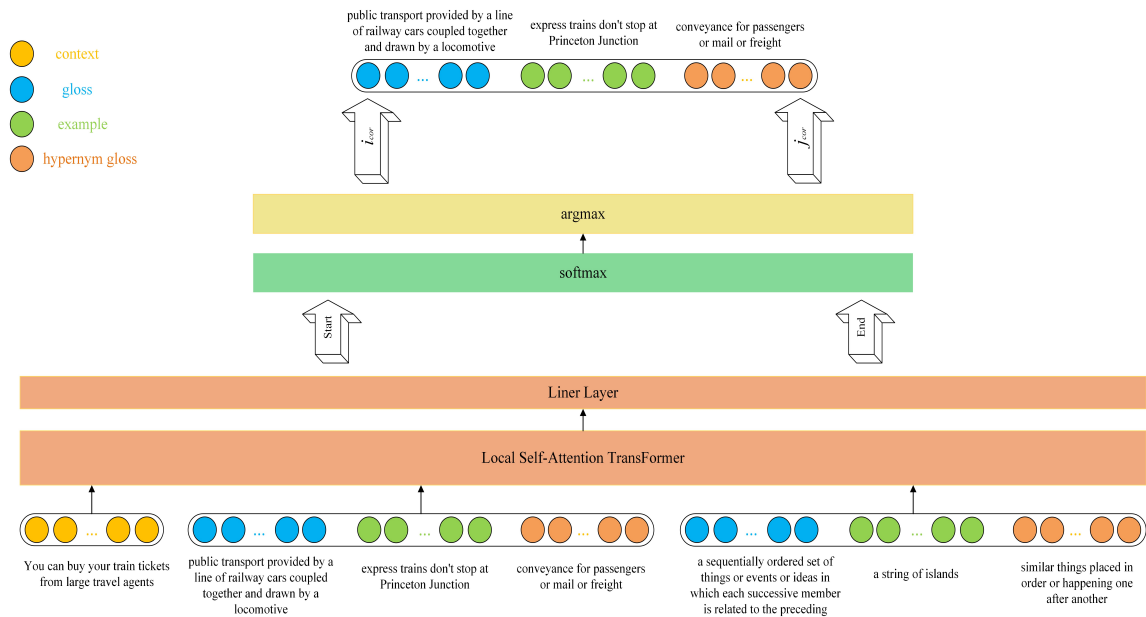 public transport provided by a line
of railway cars coupled together
and drawn by a locomotive
express trains don't stop at
Princeton Junction
conveyance for passengers
or mail or freight
context
gloss
example
hypernym gloss
...
...
...
i cor
j cor
argmax
softmax
Start
End
Liner Layer
Local Self-Attention TransFormer
...
...
...
...
...
...
...
You can buy your train tickets
from large travel agents
public transport provided by a
line of railway cars coupled
together and drawn by a
locomotive
express trains don't stop at
Princeton Junction
conveyance for passengers
or mail or freight
a sequentially ordered set of
things or events or ideas in
which each successive member
is related to the preceding
a string of islands
similar things placed in
order or happening one
after another